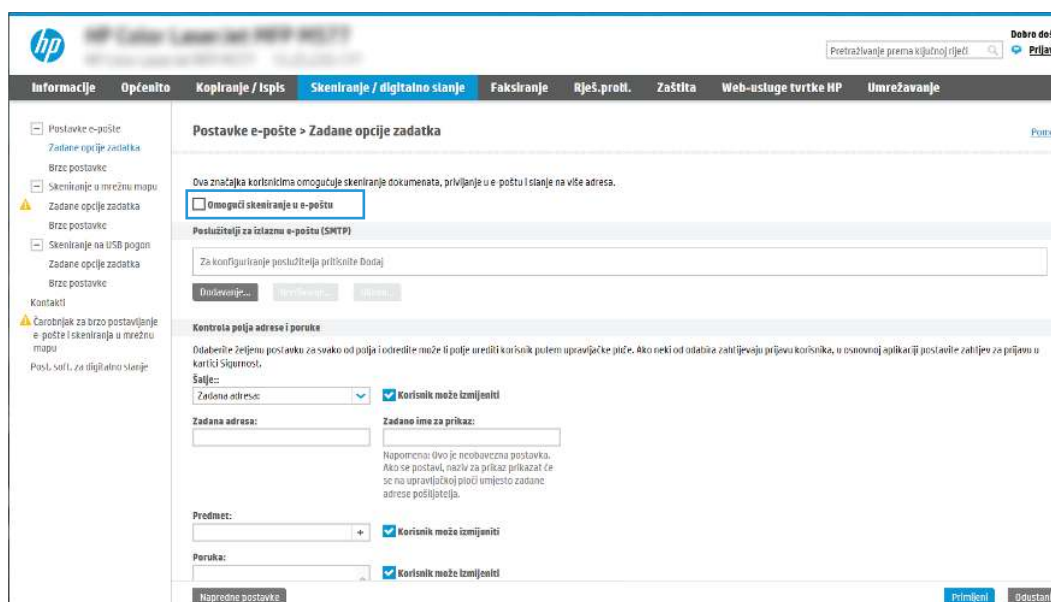 hp
Pretraživanje prema ključnoj riječi
Informacije Općenito Kopiranje / Ispis Skeniranje / digitalno slanje Faksiranje Rješ.probl. Zaštita Web-usluge tvrtke HP Umrežavanje
Postavke e-pošte
Zadane opcije zadatka
Brze postavke
Skeniranje u mrežnu mapu
Zadane opcije zadatka
Brze postavke
Skeniranje na USB pogon
Zadane opcije zadatka
Brze postavke
Kontakti
Čarobnjak za brzo postavljanje
e-pošte i skeniranja u mrežnu
mapu
Post. soft. za digitalno slanje
Postavke e-pošte > Zadane opcije zadatka
Ova značajka korisnicima omogućuje skeniranje dokumenata, privijanje u e-poštu i slanje na više adresa.
Omogući skeniranje u e-poštu
Poslužitelji za izlaznu e-poštu (SMTP)
Za konfiguriranje poslužitelja pritisnite Dodaj
Dodavanje...
Kontrola polja adrese i poruke
Odaberite željenu postavku za svako od polja i odredite može li polje urediti korisnik putem upravljačke ploče. Ako neki od odabira zahtijevaju prijavu korisnika, u osnovnoj aplikaciji postavite zahtjev za prijavu u
kartici Sigurnost.
Šalje::
Zadana adresa: Korisnik može izmijeniti
Zadana adresa: Zadano ime za prikaz:
Napomena: Ovo je neobavezna postavka.
Ako se postavi, naziv za prikaz prikazat će
se na upravljačkoj ploči umjesto zadane
adrese pošiljatelja.
Predmet:
+ Korisnik može izmijeniti
Poruka:
Korisnik može izmijeniti
Napredne postavke Primijeni